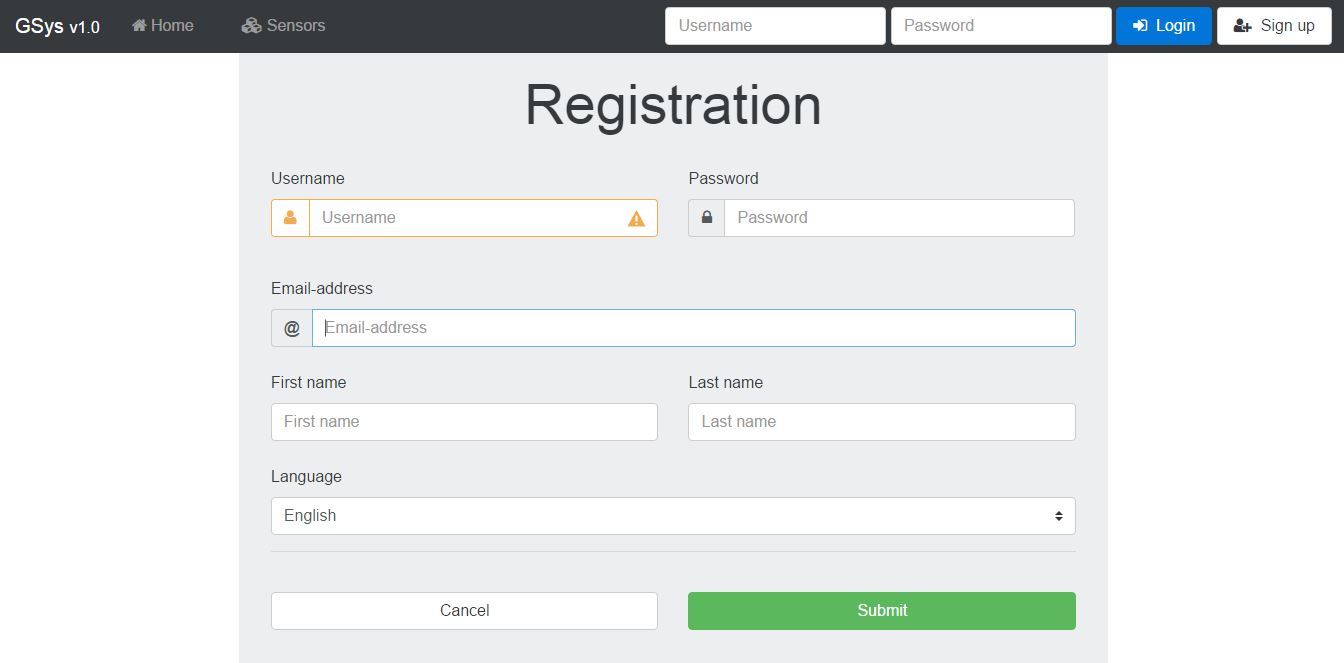 GSys v1.0 Home Sensors Username Password Login Sign up
Registration
Username Password
Username Password
Email-address
@ Email-address
First name Last name
First name Last name
Language
English
Cancel Submit